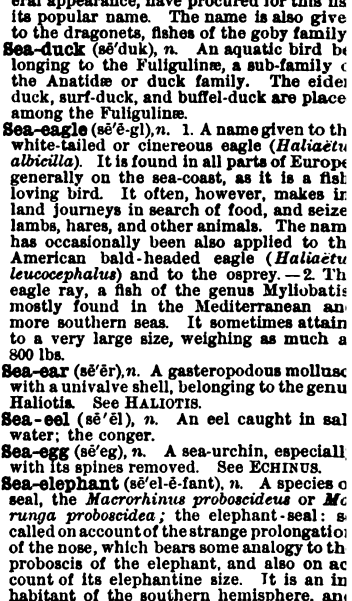 eral appearance, have procured for this fis
its popular name. The name is also give
to the dragonets, fishes of the goby family
Sea-duck (sē´duk), n. An aquatic bird be
longing to the Fuligulinæ, a sub-family o
the Anatidæ or duck family. The eider
duck, surf-duck, and buffel-duck are place
among the Fuligulinæ.
Sea-eagle (sē´ē-gl), n. 1. A name given to th
white-tailed or cinereous eagle (Haliaëtu
albicilla). It is found in all parts of Europe
generally on the sea-coast, as it is a fish
loving bird. It often, however, makes in
land journeys in search of food, and seize
lambs, hares, and other animals. The nam
has occasionally been also applied to th
American bald-headed eagle (Haliaëtu
leucocephalus) and to the osprey.—2. Th
eagle ray, a fish of the genus Myliobatis
mostly found in the Mediterranean an
more southern seas. It sometimes attain
to a very large size, weighing as much a
800 lbs.
Sea-ear (sē´ēr), n. A gasteropodous mollusc
with a univalve shell, belonging to the genu
Haliotis. See HALIOTIS.
Sea-eel (sē´ēl), n. An eel caught in sal
water; the conger.
Sea-egg (sē´eg), n. A sea-urchin, especiall
with its spines removed. See ECHINUS.
Sea-elephant (sē´el-ē-fant), n. A species o
seal, the Macrorhinus proboscideus or Mo
runga proboscidea; the elephant-seal: s
called on account of the strange prolongatio
of the nose, which bears some analogy to th
proboscis of the elephant, and also on ac
count of its elephantine size. It is an in
habitant of the southern hemisphere, an